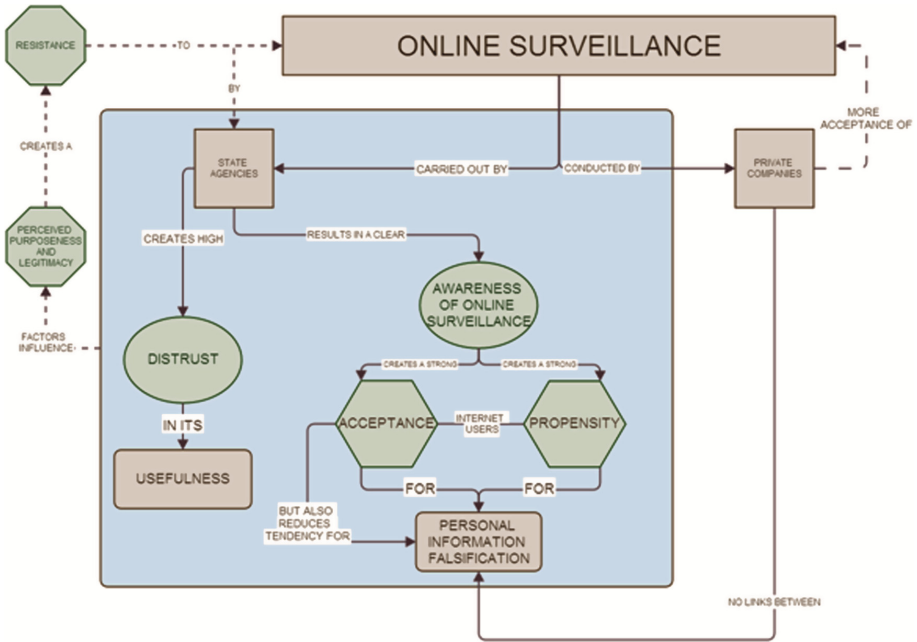 RESISTANCE
TO
ONLINE SURVEILLANCE
BY
MORE
ACCEPTANCE OF
CREATES A
STATE
AGENCIES
CARRIED OUT BY
CONDUCTED BY
PRIVATE
COMPANIES
PERCEIVED
PURPOSENESS
AND
LEGITIMACY
CREATES HIGH
RESULTS IN A CLEAR
AWARENESS
OF ONLINE
SURVEILLANCE
FACTORS
INFLUENCE
DISTRUST
CREATES A STRONG
CREATES A STRONG
IN ITS
ACCEPTANCE
INTERNET
USERS
PROPENSITY
USEFULNESS
FOR
FOR
BUT ALSO
REDUCES
TENDENCY FOR
PERSONAL
INFORMATION
FALSIFICATION
NO LINKS BETWEEN